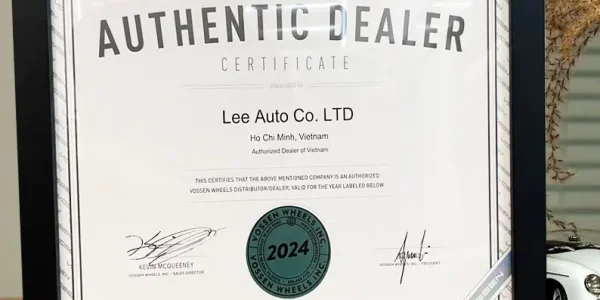 AUTHENTIC DEALER
CERTIFICATE
presented to
Lee Auto Co. LTD
Ho Chi Minh, Vietnam
Authorized Dealer of Vietnam
THIS CERTIFIES THAT THE ABOVE MENTIONED COMPANY IS AN AUTHORIZED
VOSSEN WHEELS DISTRIBUTOR/DEALER, VALID FOR THE YEAR LABELED BELOW
VOSSEN WHEELS INC.
2024
VOSSEN WHEELS INC.
KEVIN MCQUEENEY
VOSSEN WHEELS, INC. / SALES DIRECTOR
VOSSEN WHEELS, INC. / PRESIDENT